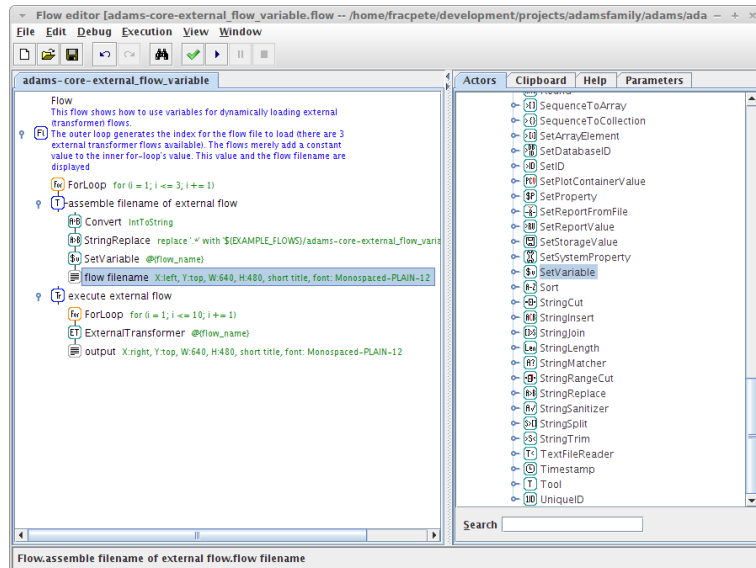 Flow editor [adams-core-external_flow_variable.flow -- /home/fracpete/development/projects/adamsfamily/adams/ada
File Edit Debug Execution View Window
adams-core-external_flow_variable
Flow
This flow shows how to use variables for dynamically loading external
(transformer) flows.
The outer loop generates the index for the flow file to load (there are 3
external transformer flows available). The flows merely add a constant
value to the inner for-loop's value. This value and the flow filename are
displayed
ForLoop for (i = 1; i <= 3; i += 1)
assemble filename of external flow
Convert IntToString
StringReplace replace '.*' with '${EXAMPLE_FLOWS}/adams-core-external_flow_varia
SetVariable @{flow_name}
flow filename X:left, Y:top, W:640, H:480, short title, font: Monospaced-PLAIN-12
execute external flow
ForLoop for (i = 1; i <= 10; i += 1)
ExternalTransformer @{flow_name}
output X:right, Y:top, W:640, H:480, short title, font: Monospaced-PLAIN-12
Actors Clipboard Help Parameters
SequenceToArray
SequenceToCollection
SetArrayElement
SetDatabaseID
SetID
SetPlotContainerValue
SetProperty
SetReportFromFile
SetReportValue
SetStorageValue
SetSystemProperty
SetVariable
Sort
StringCut
StringInsert
StringJoin
StringLength
StringMatcher
StringRangeCut
StringReplace
StringSanitizer
StringSplit
StringTrim
TextFileReader
Timestamp
Tool
UniqueID
Search
Flow.assemble filename of external flow.flow filename